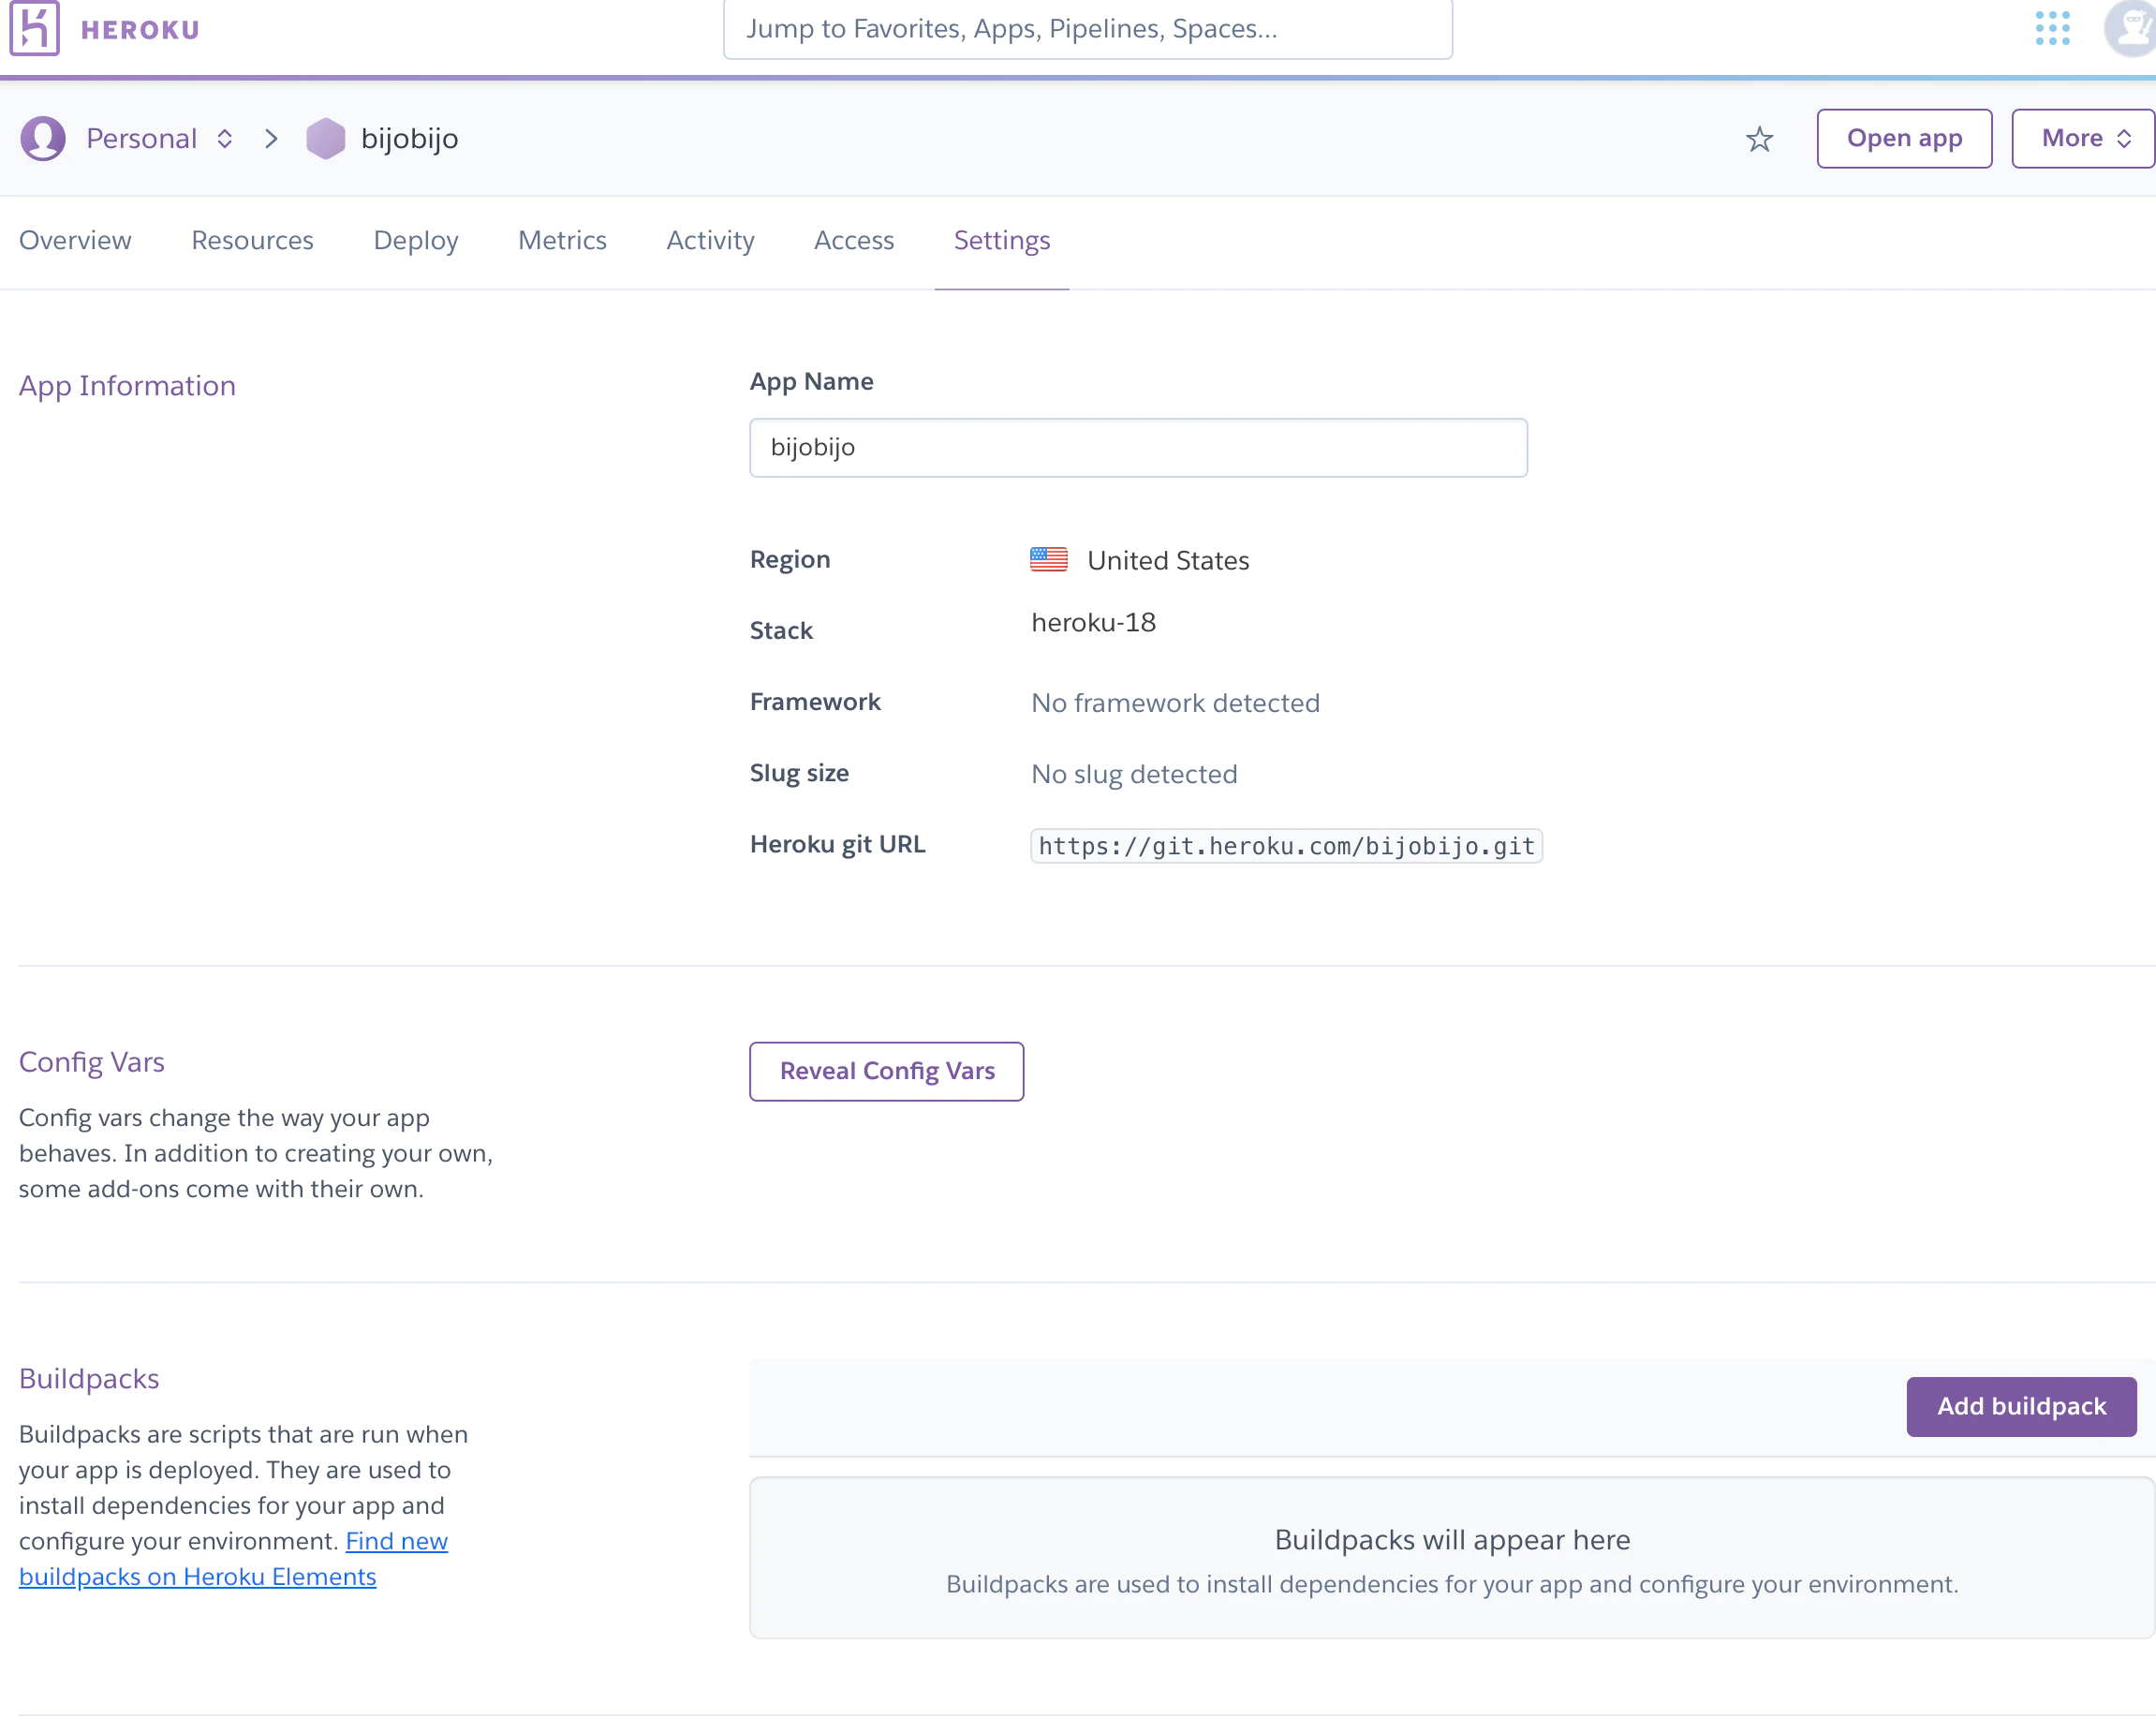 HEROKU
Jump to Favorites, Apps, Pipelines, Spaces...
Personal
bijobijo
Open app
More
Overview
Resources
Deploy
Metrics
Activity
Access
Settings
App Information
App Name
bijobijo
Region
United States
Stack
heroku-18
Framework
No framework detected
Slug size
No slug detected
Heroku git URL
https://git.heroku.com/bijobijo.git
Config Vars
Config vars change the way your app
behaves. In addition to creating your own,
some add-ons come with their own.
Reveal Config Vars
Buildpacks
Buildpacks are scripts that are run when
your app is deployed. They are used to
install dependencies for your app and
configure your environment. Find new
buildpacks on Heroku Elements
Add buildpack
Buildpacks will appear here
Buildpacks are used to install dependencies for your app and configure your environment.